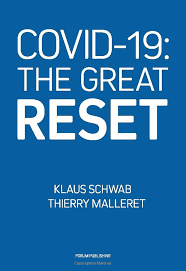 COVID-19:
THE GREAT
RESET
KLAUS SCHWAB
THIERRY MALLERET
FORUM PUBLISHING